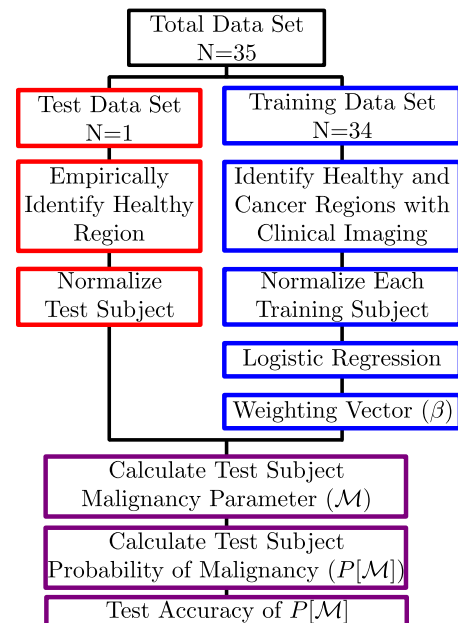 Total Data Set
N=35
Test Data Set
N=1
Empirically
Identify Healthy
Region
Normalize
Test Subject
Training Data Set
N=34
Identify Healthy and
Cancer Regions with
Clinical Imaging
Normalize Each
Training Subject
Logistic Regression
Weighting Vector (β)
Calculate Test Subject
Malignancy Parameter (ℳ)
Calculate Test Subject
Probability of Malignancy (P[ℳ])
Test Accuracy of P[ℳ]